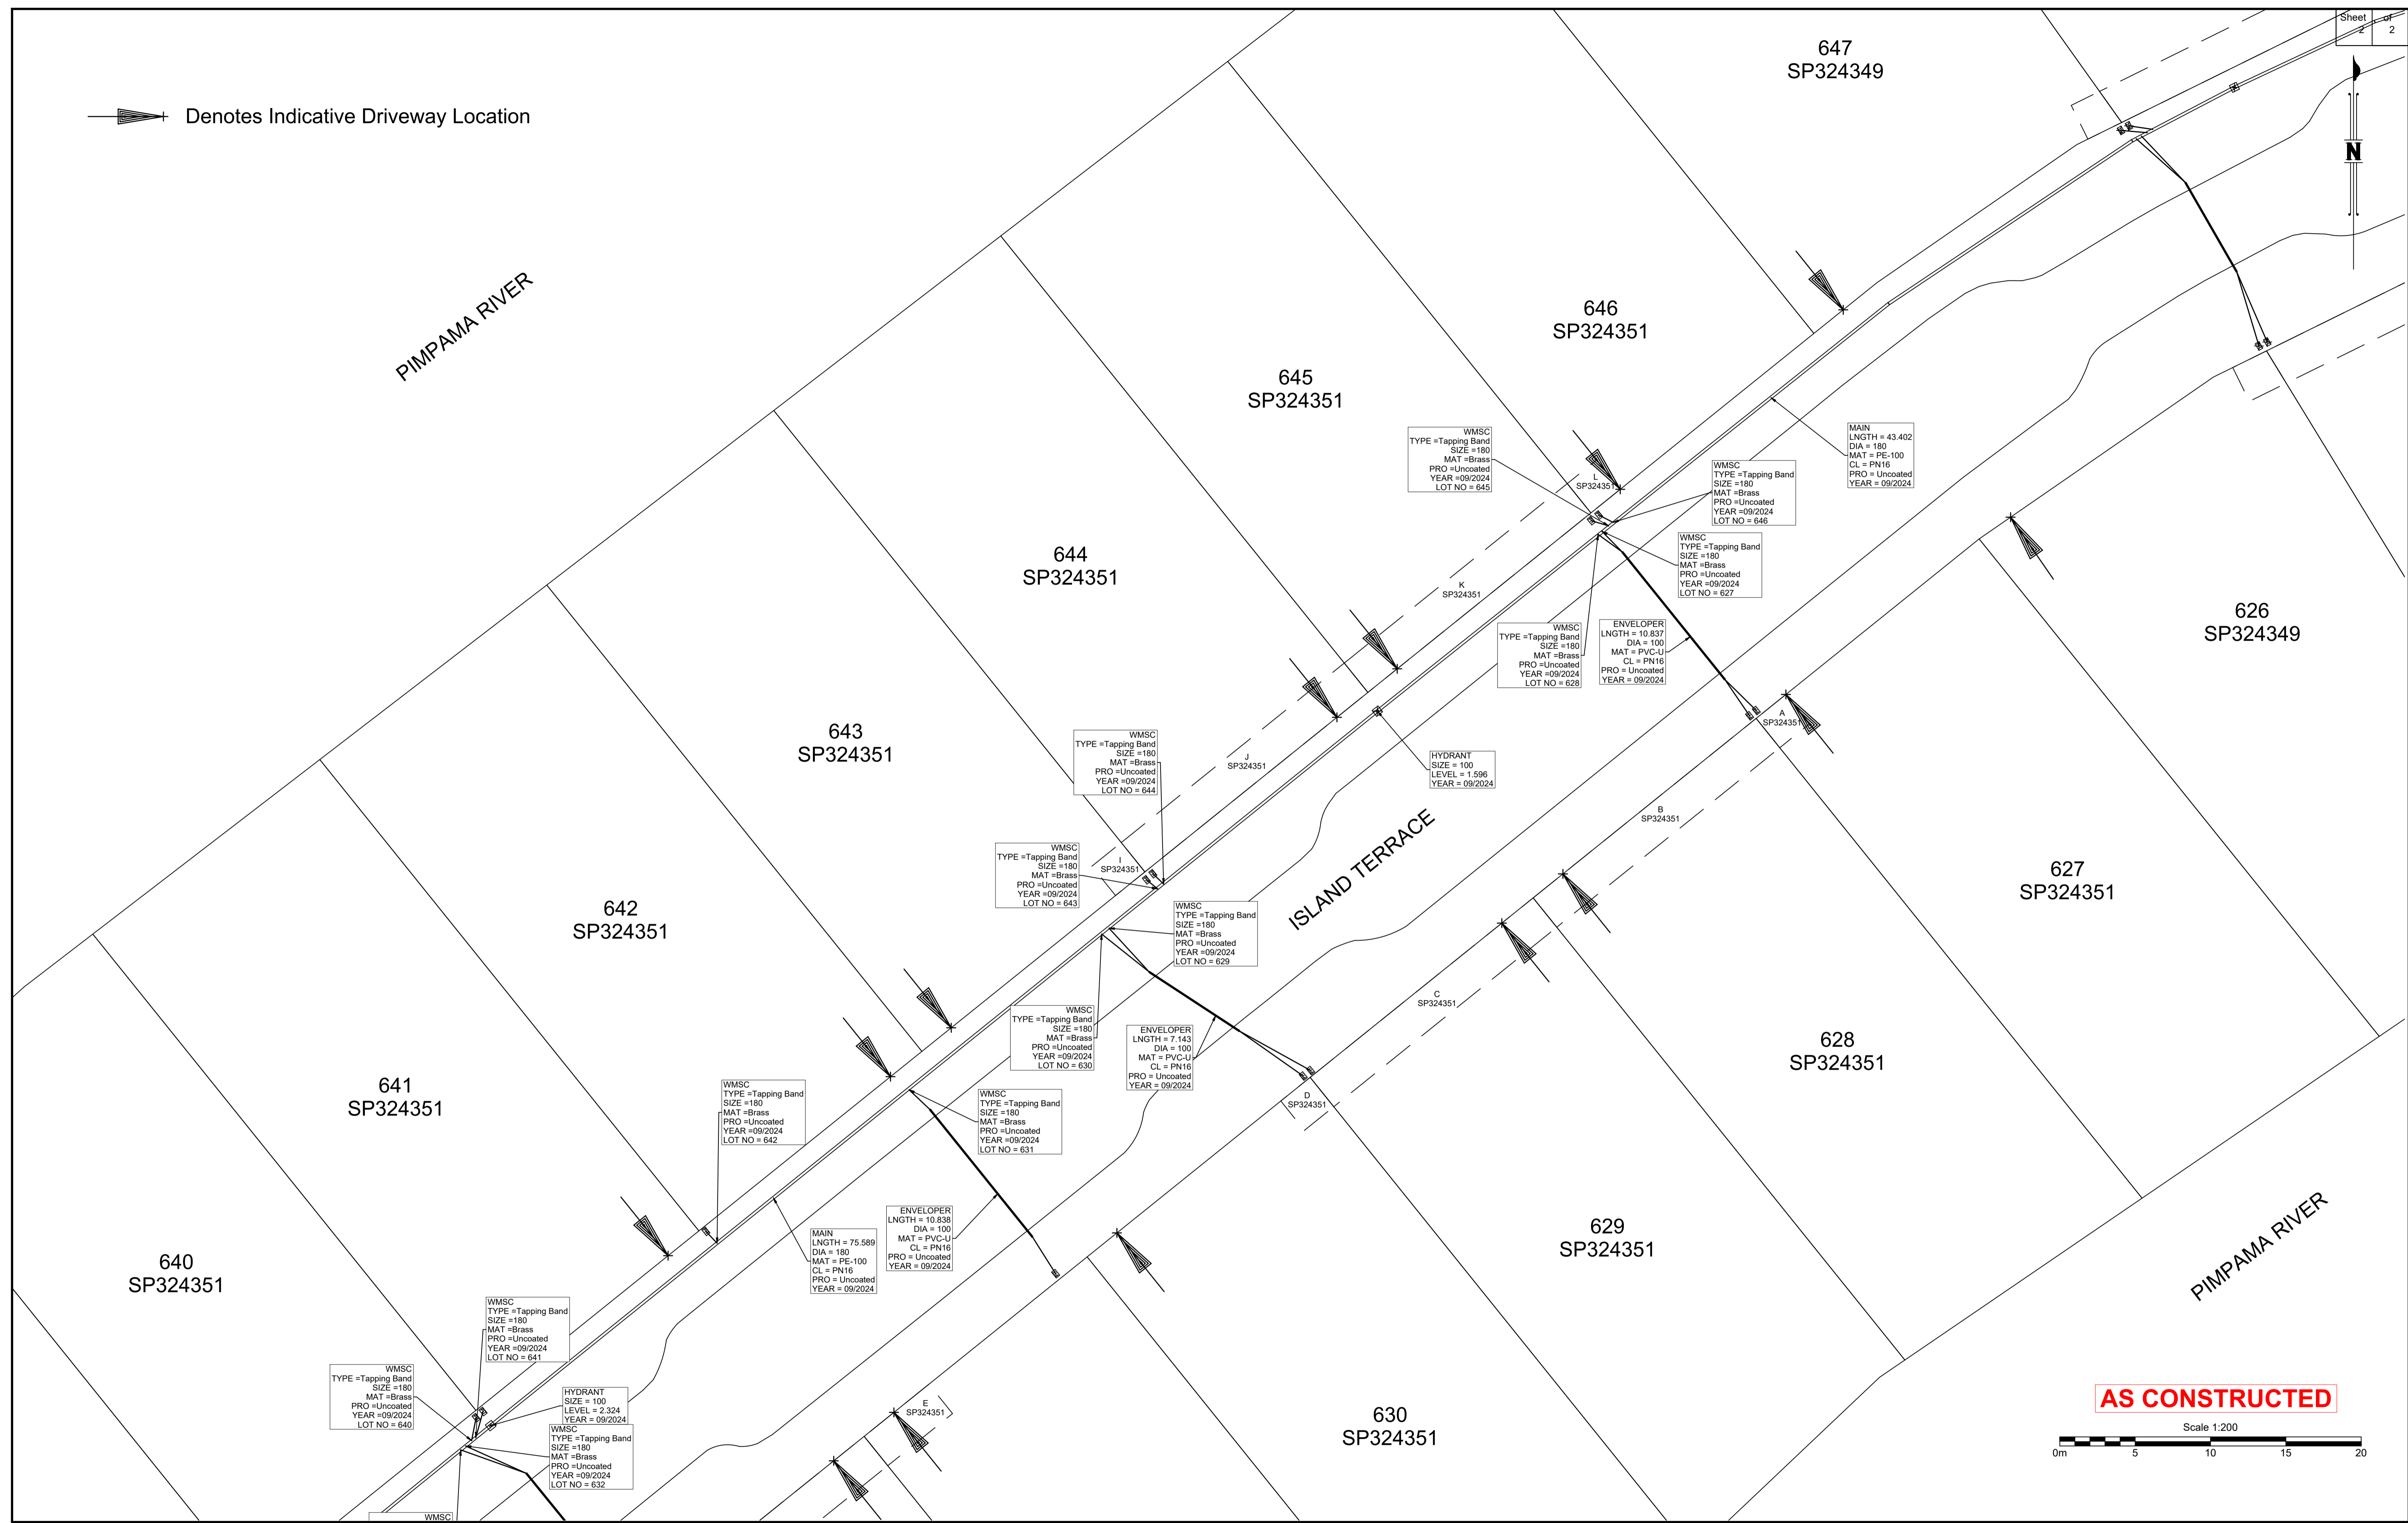 Sheet of
2 2
Denotes Indicative Driveway Location
N
647
SP324349
PIMPAMA RIVER
646
SP324351
645
SP324351
WMSC
TYPE =Tapping Band
SIZE =180
MAT =Brass
PRO =Uncoated
YEAR =09/2024
LOT NO = 645
L
SP324351
MAIN
LNGTH = 43.402
DIA = 180
MAT = PE-100
CL = PN16
PRO = Uncoated
YEAR = 09/2024
WMSC
TYPE =Tapping Band
SIZE =180
MAT =Brass
PRO =Uncoated
YEAR =09/2024
LOT NO = 646
WMSC
TYPE =Tapping Band
SIZE =180
MAT =Brass
PRO =Uncoated
YEAR =09/2024
LOT NO = 627
644
SP324351
K
SP324351
626
SP324349
WMSC
TYPE =Tapping Band
SIZE =180
MAT =Brass
PRO =Uncoated
YEAR =09/2024
LOT NO = 628
ENVELOPER
LNGTH = 10.837
DIA = 100
MAT = PVC-U
CL = PN16
PRO = Uncoated
YEAR = 09/2024
A
SP324351
643
SP324351
WMSC
TYPE =Tapping Band
SIZE =180
MAT =Brass
PRO =Uncoated
YEAR =09/2024
LOT NO = 644
J
SP324351
HYDRANT
SIZE = 100
LEVEL = 1.596
YEAR = 09/2024
B
SP324351
ISLAND TERRACE
WMSC
TYPE =Tapping Band
SIZE =180
MAT =Brass
PRO =Uncoated
YEAR =09/2024
LOT NO = 643
I
SP324351
627
SP324351
642
SP324351
WMSC
TYPE =Tapping Band
SIZE =180
MAT =Brass
PRO =Uncoated
YEAR =09/2024
LOT NO = 629
C
SP324351
WMSC
TYPE =Tapping Band
SIZE =180
MAT =Brass
PRO =Uncoated
YEAR =09/2024
LOT NO = 630
ENVELOPER
LNGTH = 7.143
DIA = 100
MAT = PVC-U
CL = PN16
PRO = Uncoated
YEAR = 09/2024
628
SP324351
641
SP324351
WMSC
TYPE =Tapping Band
SIZE =180
MAT =Brass
PRO =Uncoated
YEAR =09/2024
LOT NO = 642
WMSC
TYPE =Tapping Band
SIZE =180
MAT =Brass
PRO =Uncoated
YEAR =09/2024
LOT NO = 631
D
SP324351
MAIN
LNGTH = 75.589
DIA = 180
MAT = PE-100
CL = PN16
PRO = Uncoated
YEAR = 09/2024
ENVELOPER
LNGTH = 10.838
DIA = 100
MAT = PVC-U
CL = PN16
PRO = Uncoated
YEAR = 09/2024
629
SP324351
PIMPAMA RIVER
640
SP324351
WMSC
TYPE =Tapping Band
SIZE =180
MAT =Brass
PRO =Uncoated
YEAR =09/2024
LOT NO = 641
WMSC
TYPE =Tapping Band
SIZE =180
MAT =Brass
PRO =Uncoated
YEAR =09/2024
LOT NO = 640
HYDRANT
SIZE = 100
LEVEL = 2.324
YEAR = 09/2024
WMSC
TYPE =Tapping Band
SIZE =180
MAT =Brass
PRO =Uncoated
YEAR =09/2024
LOT NO = 632
E
SP324351
630
SP324351
AS CONSTRUCTED
Scale 1:200
0m 5 10 15 20
WMSC